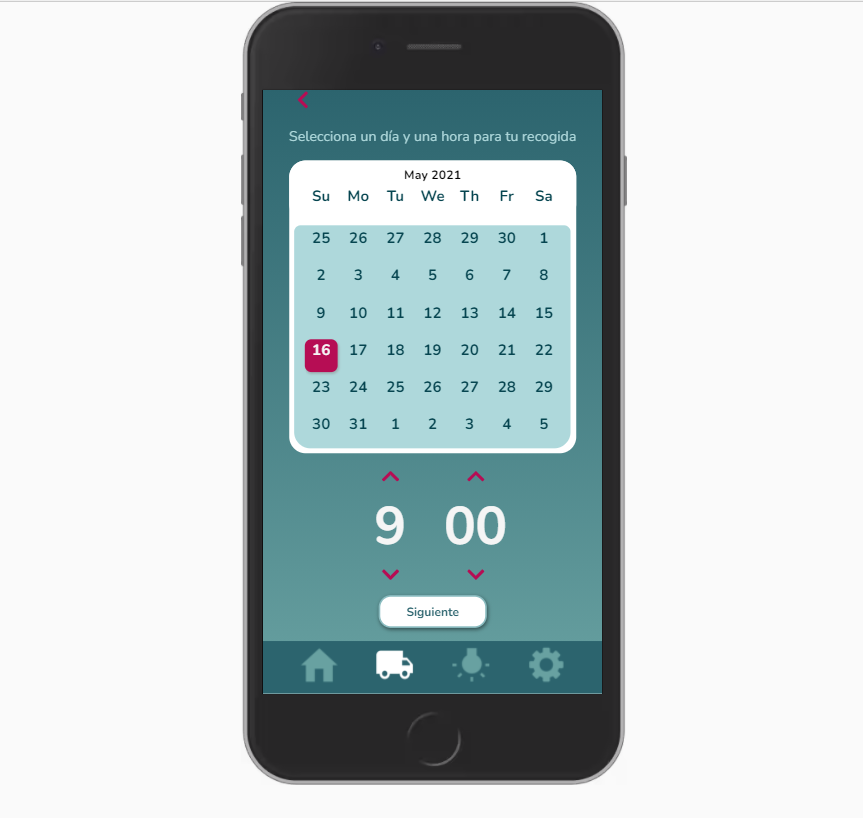 Selecciona un día y una hora para tu recogida
May 2021
Su Mo Tu We Th Fr Sa
25 26 27 28 29 30 1
2 3 4 5 6 7 8
9 10 11 12 13 14 15
16 17 18 19 20 21 22
23 24 25 26 27 28 29
30 31 1 2 3 4 5
9 00
Siguiente